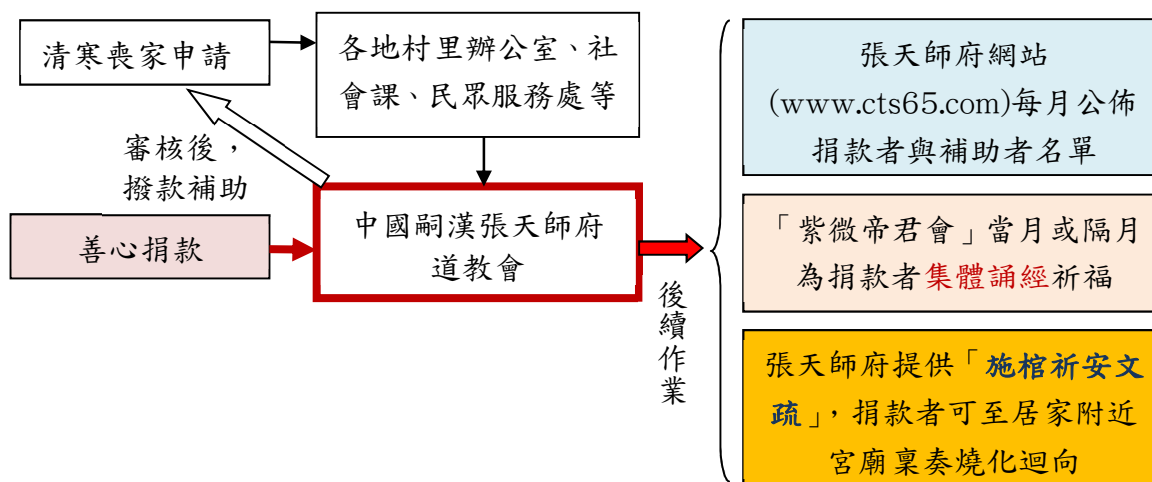 清寒喪家申請
各地村里辦公室、社
會課、民眾服務處等
審核後，
撥款補助
善心捐款
中國嗣漢張天師府
道教會
後續作業
張天師府網站
(www.cts65.com)每月公佈
捐款者與補助者名單
「紫微帝君會」當月或隔月
為捐款者集體誦經祈福
張天師府提供「施棺祈安文
疏」，捐款者可至居家附近
宮廟稟奏燒化迴向